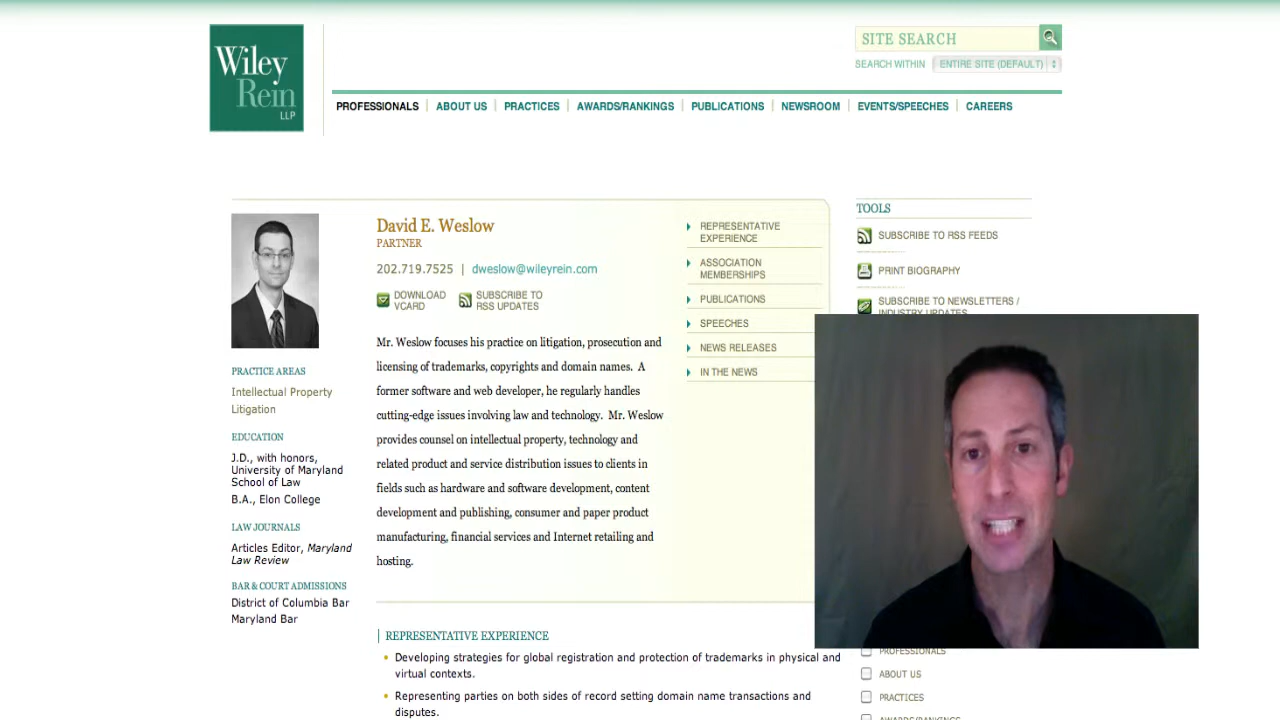 Wiley
Rein
LLP
SITE SEARCH
SEARCH WITHIN ENTIRE SITE (DEFAULT)
PROFESSIONALS ABOUT US PRACTICES AWARDS/RANKINGS PUBLICATIONS NEWSROOM EVENTS/SPEECHES CAREERS
PRACTICE AREAS
Intellectual Property
Litigation
EDUCATION
J.D., with honors,
University of Maryland
School of Law
B.A., Elon College
LAW JOURNALS
Articles Editor, Maryland
Law Review
BAR & COURT ADMISSIONS
District of Columbia Bar
Maryland Bar
David E. Weslow
PARTNER
202.719.7525 | dweslow@wileyrein.com
DOWNLOAD
VCARD
SUBSCRIBE TO
RSS UPDATES
Mr. Weslow focuses his practice on litigation, prosecution and
licensing of trademarks, copyrights and domain names. A
former software and web developer, he regularly handles
cutting-edge issues involving law and technology. Mr. Weslow
provides counsel on intellectual property, technology and
related product and service distribution issues to clients in
fields such as hardware and software development, content
development and publishing, consumer and paper product
manufacturing, financial services and Internet retailing and
hosting.
REPRESENTATIVE
EXPERIENCE
ASSOCIATION
MEMBERSHIPS
PUBLICATIONS
SPEECHES
NEWS RELEASES
IN THE NEWS
REPRESENTATIVE EXPERIENCE
Developing strategies for global registration and protection of trademarks in physical and
virtual contexts.
Representing parties on both sides of record setting domain name transactions and
disputes.
TOOLS
SUBSCRIBE TO RSS FEEDS
PRINT BIOGRAPHY
SUBSCRIBE TO NEWSLETTERS /
INDUSTRY UPDATES
PROFESSIONALS
ABOUT US
PRACTICES
AWARDS/RANKINGS